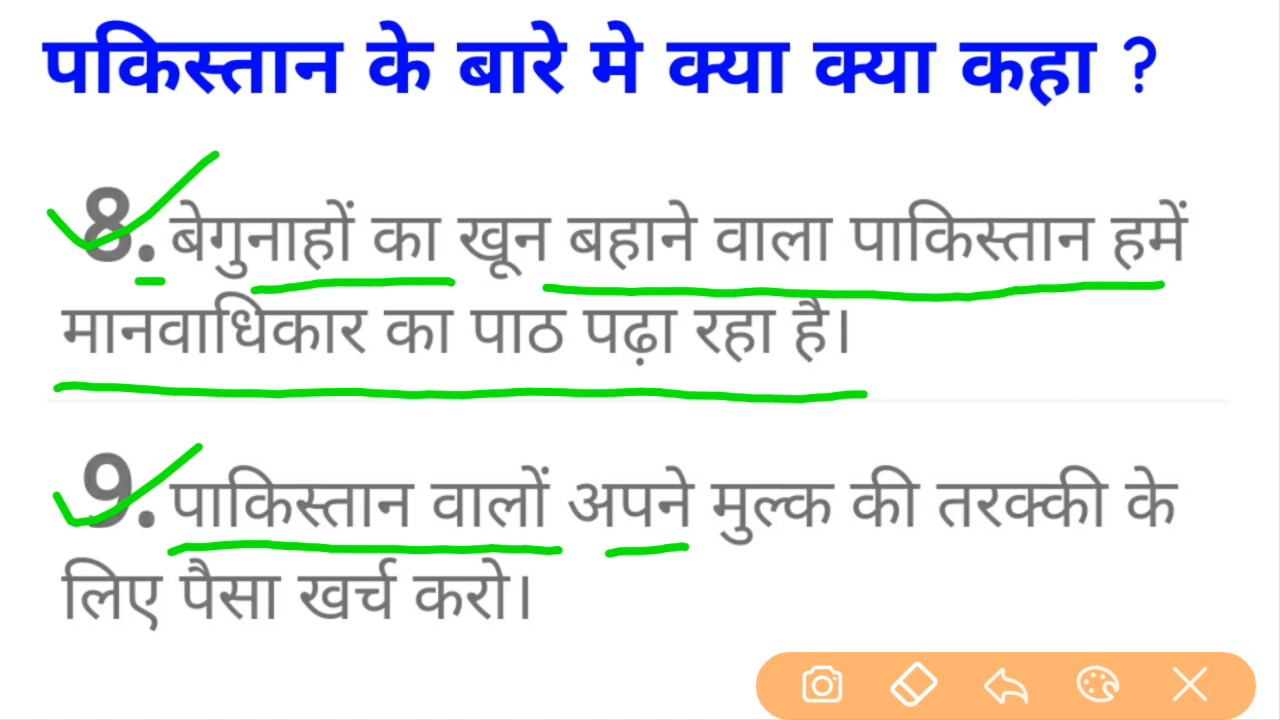 पकिस्तान के बारे मे क्या क्या कहा ?
8. बेगुनाहों का खून बहाने वाला पाकिस्तान हमें
मानवाधिकार का पाठ पढ़ा रहा है।
9. पाकिस्तान वालों अपने मुल्क की तरक्की के
लिए पैसा खर्च करो।